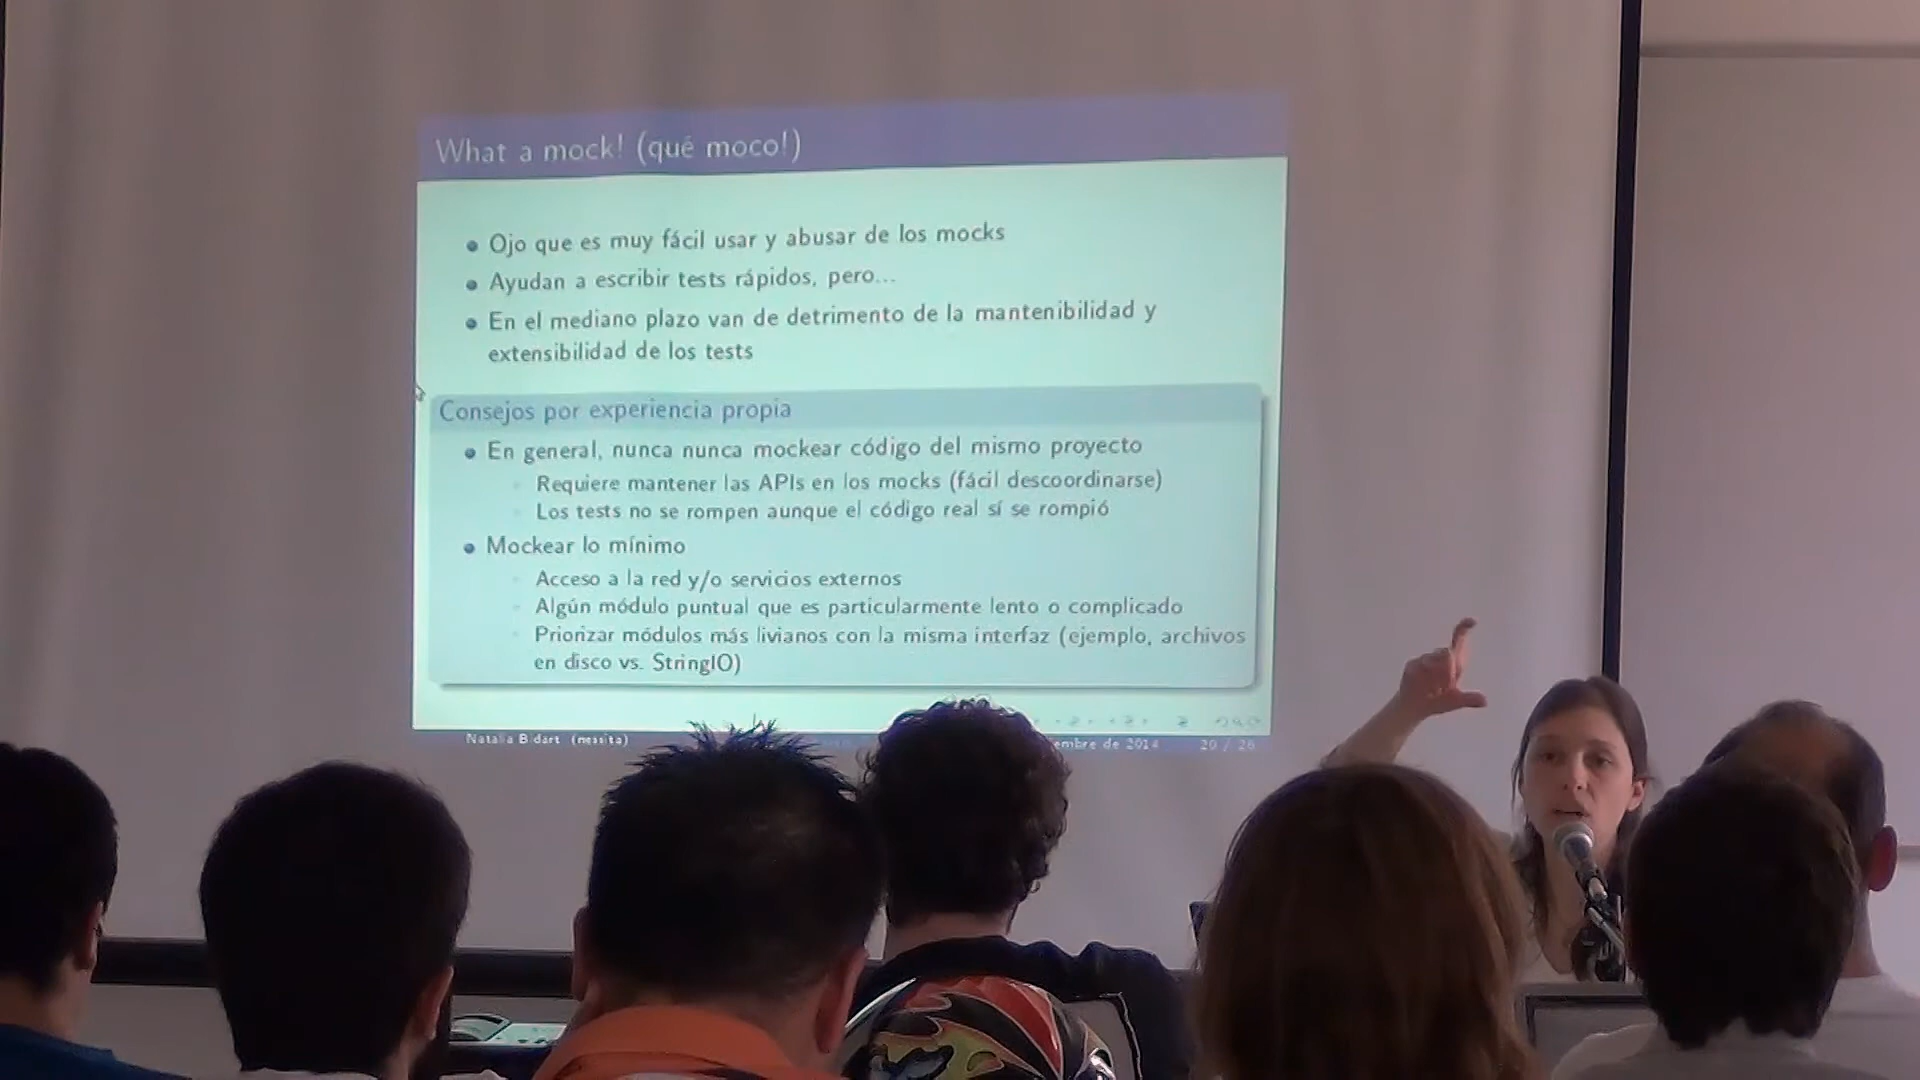 What a mock! (qué moco!)
Ojo que es muy fácil usar y abusar de los mocks
Ayudan a escribir tests rápidos, pero...
En el mediano plazo van de detrimento de la mantenibilidad y
extensibilidad de los tests
Consejos por experiencia propia
En general, nunca nunca mockear código del mismo proyecto
Requiere mantener las APIs en los mocks (fácil descoordinarse)
Los tests no se rompen aunque el código real sí se rompió
Mockear lo mínimo
Acceso a la red y/o servicios externos
Algún módulo puntual que es particularmente lento o complicado
Priorizar módulos más livianos con la misma interfaz (ejemplo, archivos
en disco vs. StringIO)
Natalia Bidart (nessita) embre de 2014 20 / 26